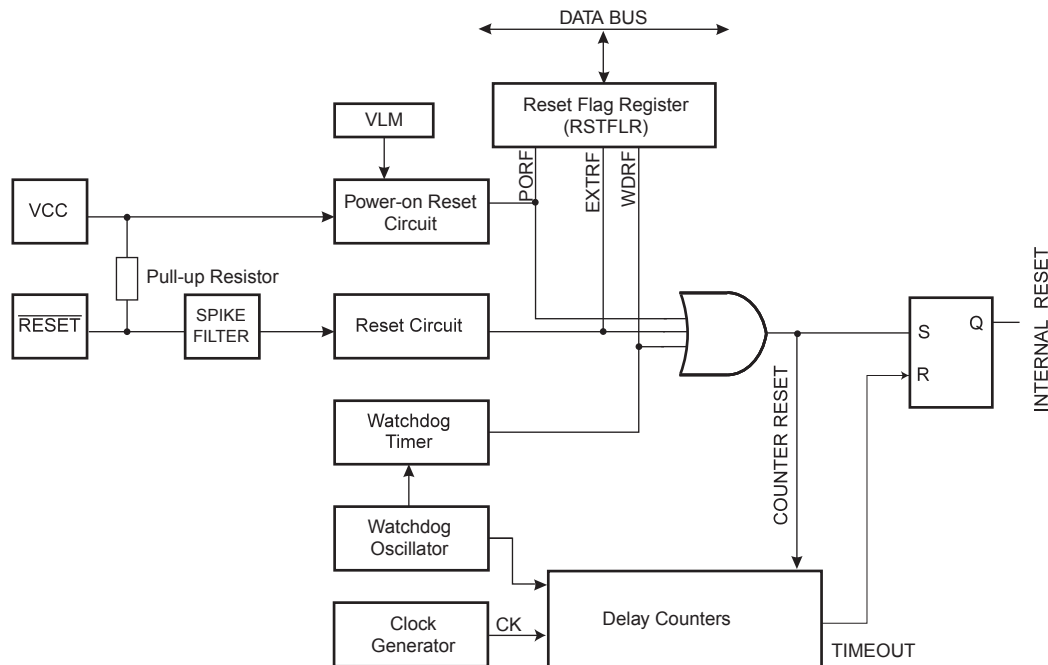 DATA BUS
Reset Flag Register
(RSTFLR)
VLM
PORF
EXTRF
WDRF
VCC
Power-on Reset
Circuit
Pull-up Resistor
RESET
SPIKE
FILTER
Reset Circuit
S
Q
R
INTERNAL RESET
Watchdog
Timer
COUNTER RESET
Watchdog
Oscillator
Clock
Generator
CK
Delay Counters
TIMEOUT